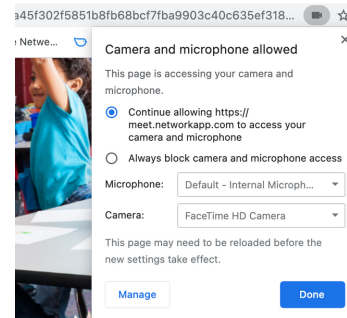 a45f302f5851b8fb68bcf7fba9903c40c635ef318...
Netwe...
Camera and microphone allowed
This page is accessing your camera and
microphone.
Continue allowing https://
meet.networkapp.com to access your
camera and microphone
Always block camera and microphone access
Microphone: Default - Internal Microph...
Camera: FaceTime HD Camera
This page may need to be reloaded before the
new settings take effect.
Manage Done